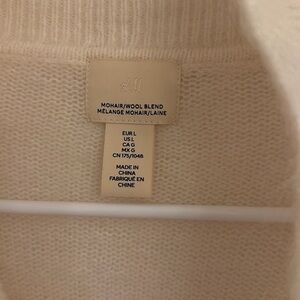 MOHAIR/WOOL BLEND
MÉLANGE MOHAIR/LAINE
EUR L
US L
CA G
MX G
CN 175/104B
MADE IN
CHINA
FABRIQUÉ EN
CHINE